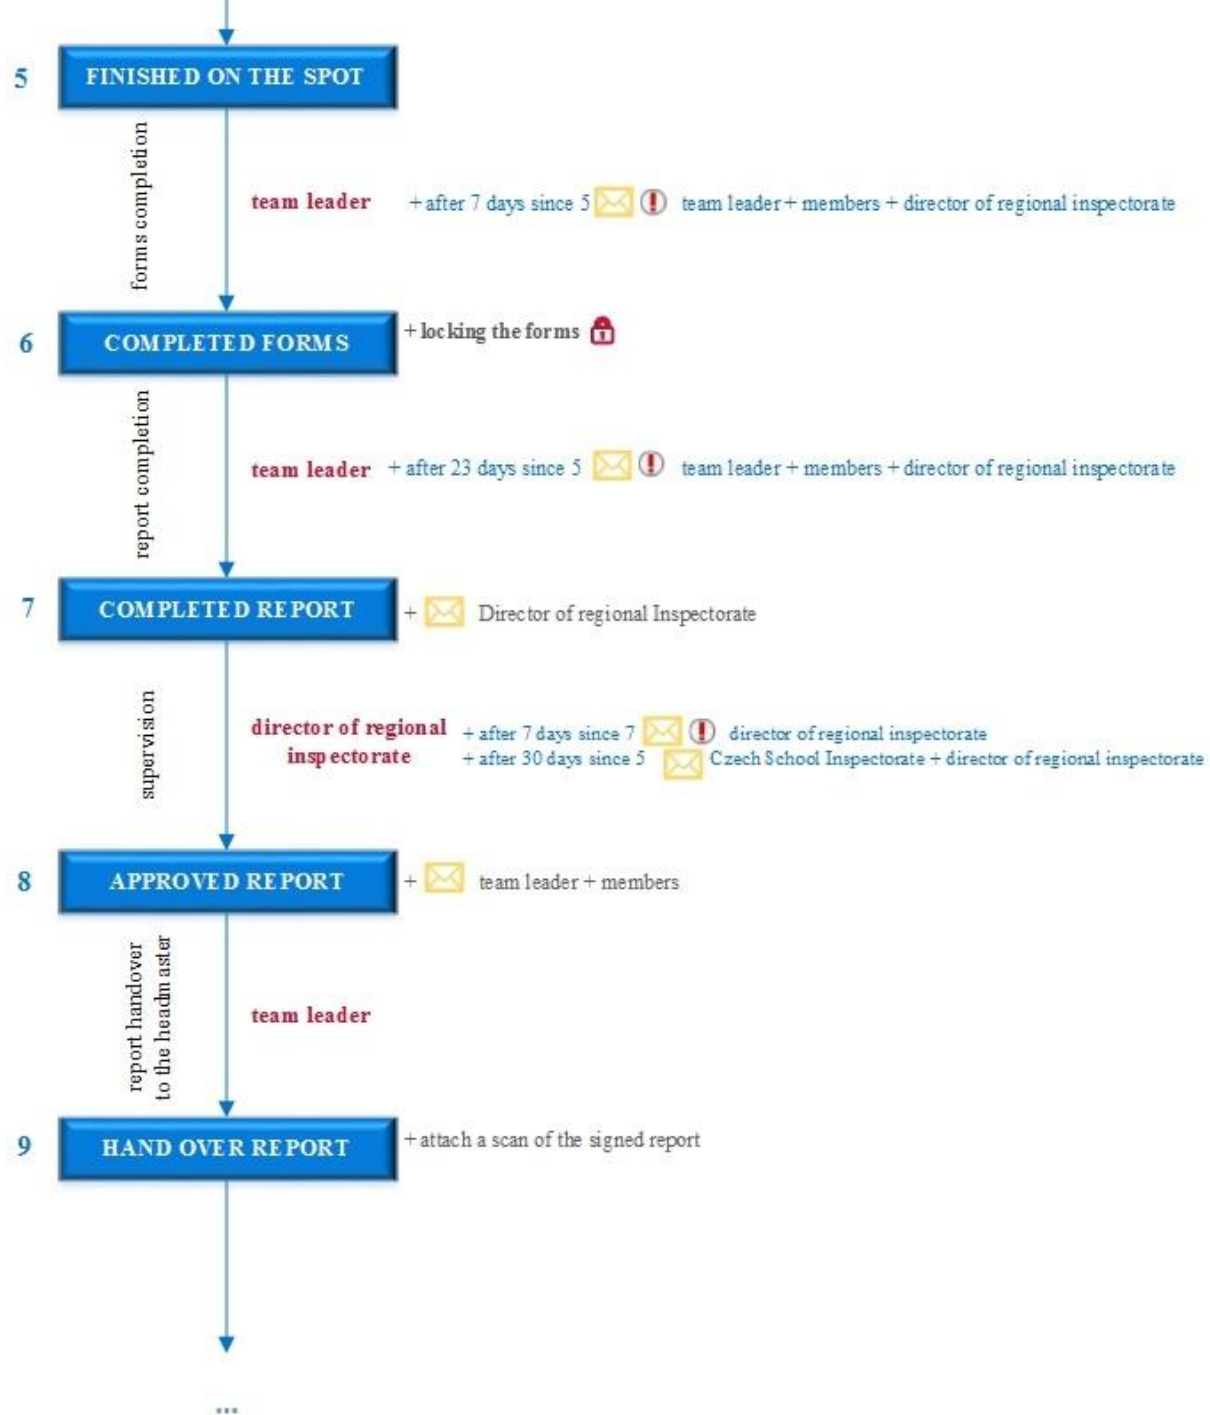 5 FINISHED ON THE SPOT
forms completion
team leader + after 7 days since 5 team leader + members + director of regional inspectorate
6 COMPLETED FORMS + locking the forms
report completion
team leader + after 23 days since 5 team leader + members + director of regional inspectorate
7 COMPLETED REPORT + Director of regional Inspectorate
supervision
director of regional
inspectorate
+ after 7 days since 7 director of regional inspectorate
+ after 30 days since 5 Czech School Inspectorate + director of regional inspectorate
8 APPROVED REPORT + team leader + members
report handover
to the headmaster
team leader
9 HAND OVER REPORT + attach a scan of the signed report
...